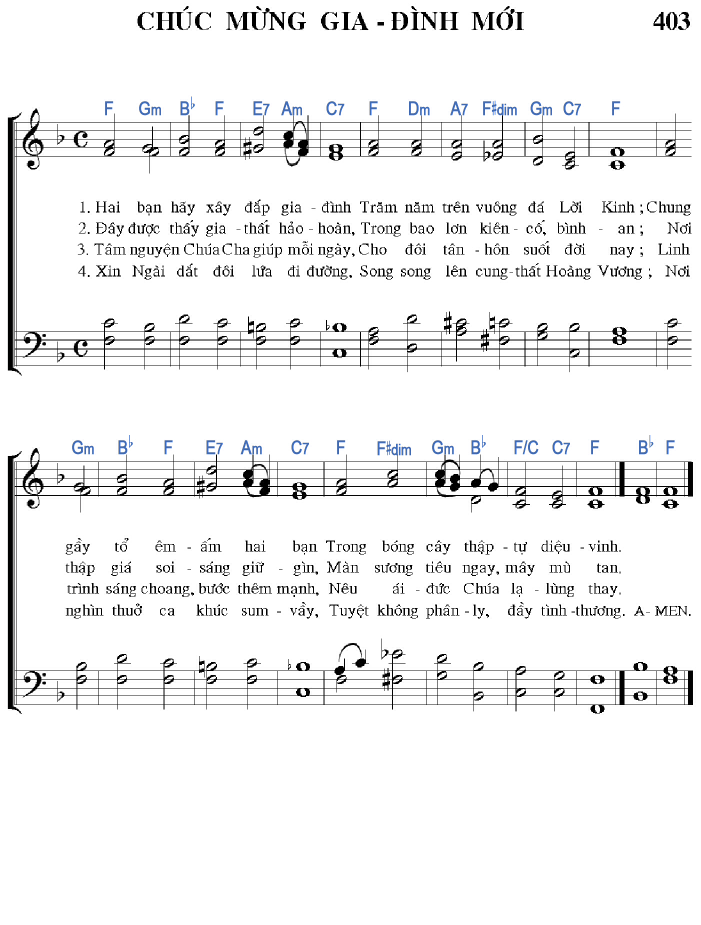 CHÚC MỪNG GIA - ĐÌNH MỚI 403
F Gm B♭ F E7 Am C7 F Dm A7 F#dim Gm C7 F
1. Hai bạn hãy xây đắp gia - đình Trăm năm trên vuông đá Lời Kinh ; Chung
2. Đây được thấy gia - thất hảo - hoàn, Trong bao lơn kiên - cố, bình - an ; Nơi
3. Tâm nguyện Chúa Cha giúp mỗi ngày, Cho đôi tân - hôn suốt đời nay ; Linh
4. Xin Ngài dắt đôi lứa đi đường, Song song lên cung - thất Hoàng Vương ; Nơi
Gm B♭ F E7 Am C7 F F#dim Gm B♭ F/C C7 F B♭ F
gầy tổ êm - ấm hai bạn Trong bóng cây thập - tự diệu - vinh.
thập giá soi - sáng giữ - gìn, Màn sương tiêu ngay, mây mù tan.
trình sáng choang, bước thêm mạnh, Nêu ái - đức Chúa lạ - lùng thay.
nghìn thuở ca khúc sum - vầy, Tuyệt không phân - ly, đầy tình - thương. A - MEN.